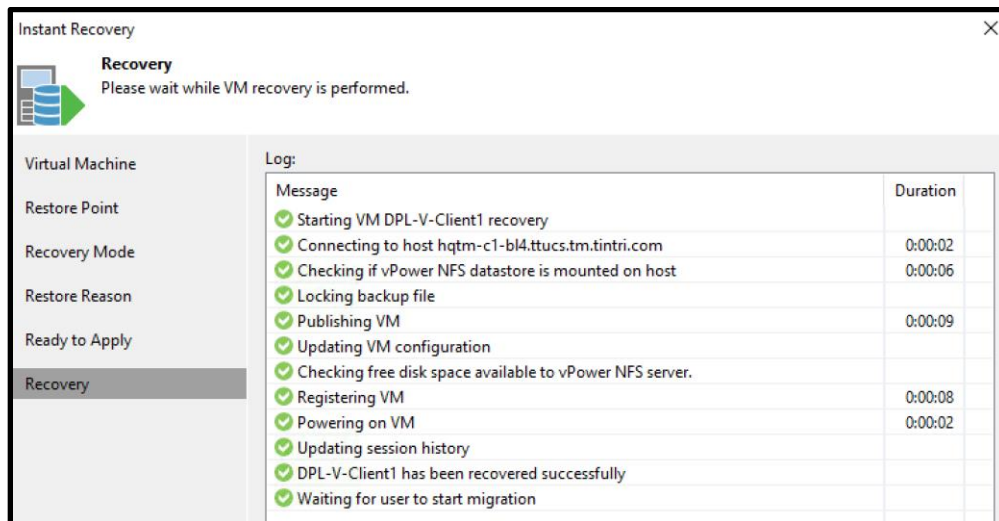 Instant Recovery
Recovery
Please wait while VM recovery is performed.
Virtual Machine
Restore Point
Recovery Mode
Restore Reason
Ready to Apply
Recovery
Log:
Message Duration
Starting VM DPL-V-Client1 recovery
Connecting to host hqtm-c1-bl4.ttucs.tm.tintri.com 0:00:02
Checking if vPower NFS datastore is mounted on host 0:00:06
Locking backup file
Publishing VM 0:00:09
Updating VM configuration
Checking free disk space available to vPower NFS server.
Registering VM 0:00:08
Powering on VM 0:00:02
Updating session history
DPL-V-Client1 has been recovered successfully
Waiting for user to start migration